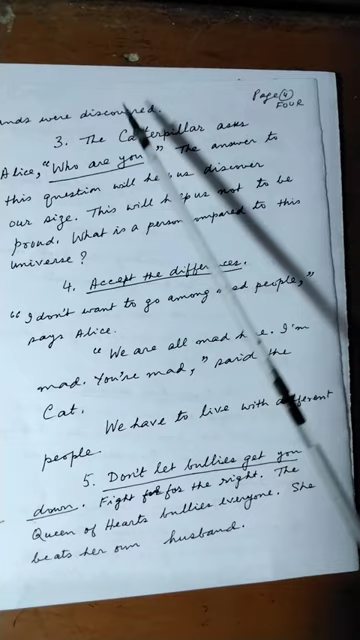 Page 4
FOUR
ands were discovered.
3. The Caterpillar asks
Alice, "Who are you" The answer to
this question will help us discover
our size. This will help us not to be
proud. What is a person compared to this
universe?
4. Accept the differences.
"I don't want to go among mad people,"
says Alice.
"We are all mad here. I'm
mad. You're mad," said the
Cat.
We have to live with different
people.
5. Don't let bullies get you
down. Fight for the right. The
Queen of Hearts bullies everyone. She
beats her own husband.